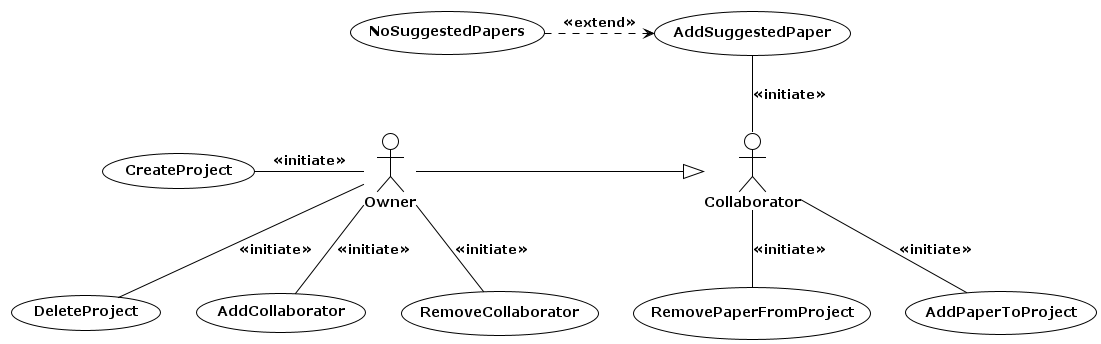 «extend»
NoSuggestedPapers
AddSuggestedPaper
«initiate»
«initiate»
CreateProject
Owner
Collaborator
«initiate»
«initiate»
«initiate»
«initiate»
«initiate»
DeleteProject
AddCollaborator
RemoveCollaborator
RemovePaperFromProject
AddPaperToProject